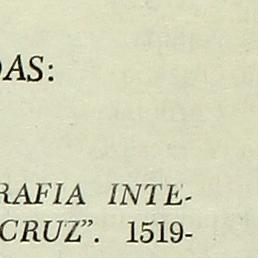 DAS:
RAFIA INTE-
CRUZ”. 1519-